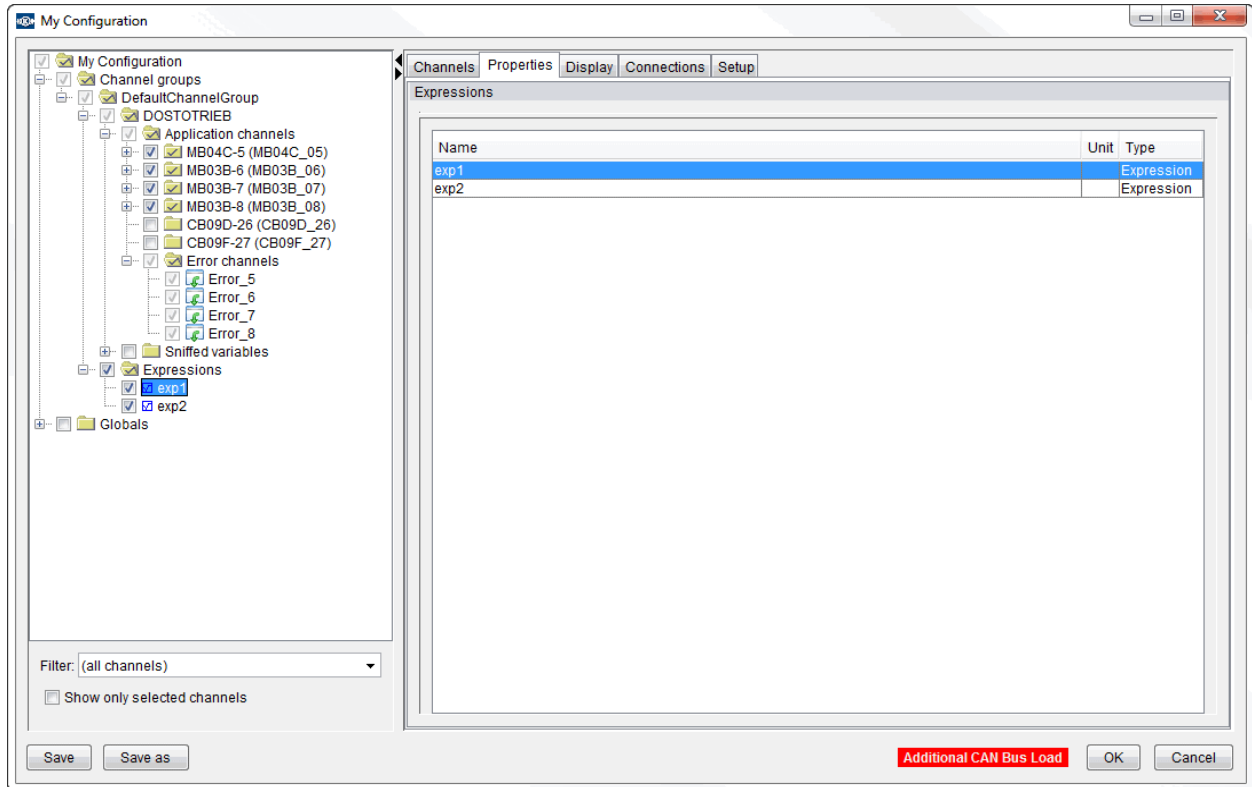 My Configuration
My Configuration
Channel groups
DefaultChannelGroup
DOSTOTRIEB
Application channels
MB04C-5 (MB04C_05)
MB03B-6 (MB03B_06)
MB03B-7 (MB03B_07)
MB03B-8 (MB03B_08)
CB09D-26 (CB09D_26)
CB09F-27 (CB09F_27)
Error channels
Error_5
Error_6
Error_7
Error_8
Sniffed variables
Expressions
exp1
exp2
Globals
Filter: (all channels)
Show only selected channels
Channels Properties Display Connections Setup
Expressions
Name Unit Type
exp1 Expression
exp2 Expression
Save Save as Additional CAN Bus Load OK Cancel